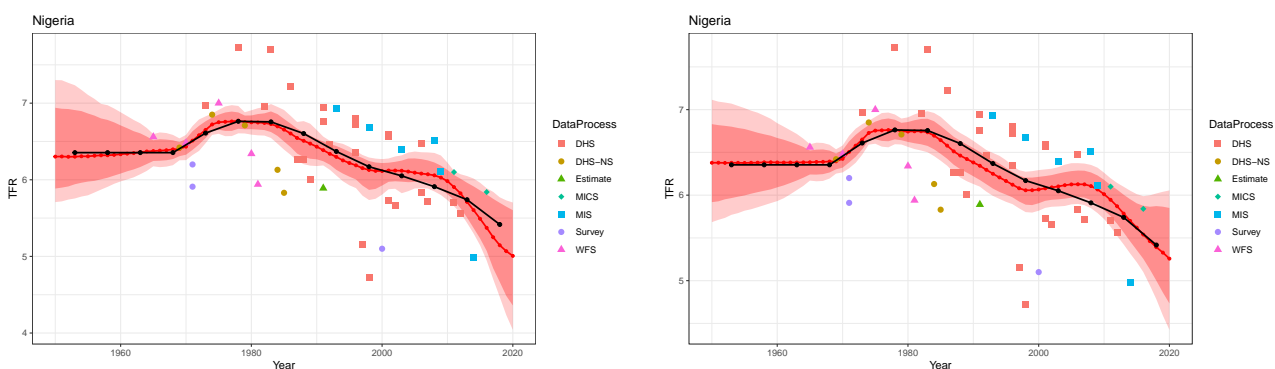 Nigeria
TFR
7
6
5
4
1960
1980
2000
2020
Year
DataProcess
DHS
DHS−NS
Estimate
MICS
MIS
Survey
WFS
Nigeria
TFR
7
6
5
1960
1980
2000
2020
Year
DataProcess
DHS
DHS−NS
Estimate
MICS
MIS
Survey
WFS